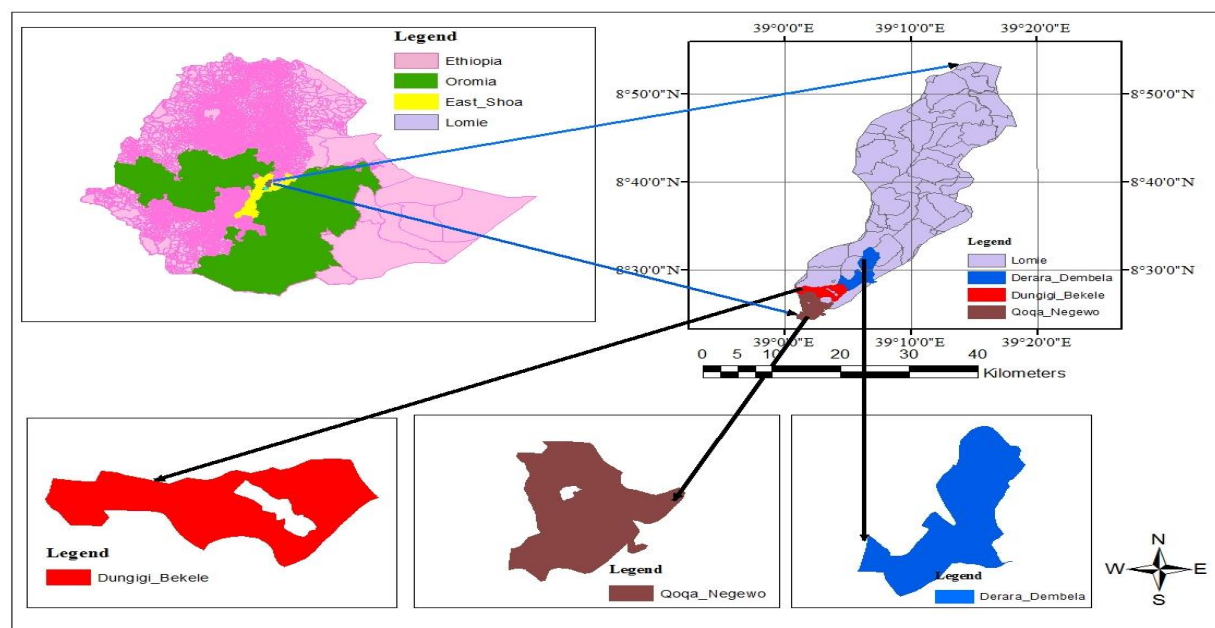 Legend
Ethiopia
Oromia
East_Shoa
Lomie
39°0'0"E 39°10'0"E 39°20'0"E
8°50'0"N 8°50'0"N
8°40'0"N 8°40'0"N
8°30'0"N 8°30'0"N
Legend
Lomie
Derara_Dembela
Dungigi_Bekele
Qoqa_Negewo
39°0'0"E 39°10'0"E 39°20'0"E
0 5 10 20 30 40
Kilometers
Legend
Dungigi_Bekele
Legend
Qoqa_Negewo
Legend
Derara_Dembela
N
W E
S